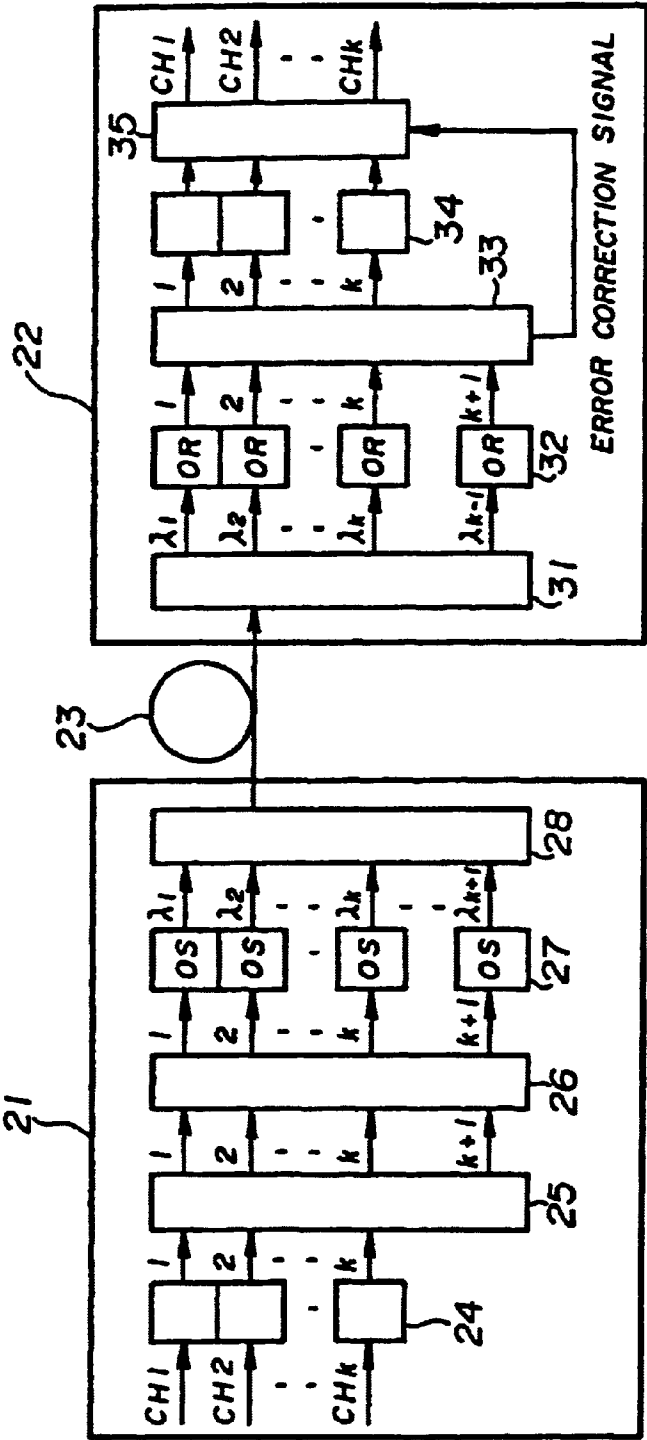 21
22
23
CH1
1
1
1
OS
λ1
λ1
OR
1
1
CH1
35
CH2
2
2
2
OS
λ2
λ2
OR
2
2
CH2
CHk
k
k
k
OS
λk
λk
OR
k
k
CHk
24
34
k+1
k+1
OS
λk+1
λk-1
OR
k+1
33
25
26
27
28
31
32
ERROR CORRECTION SIGNAL